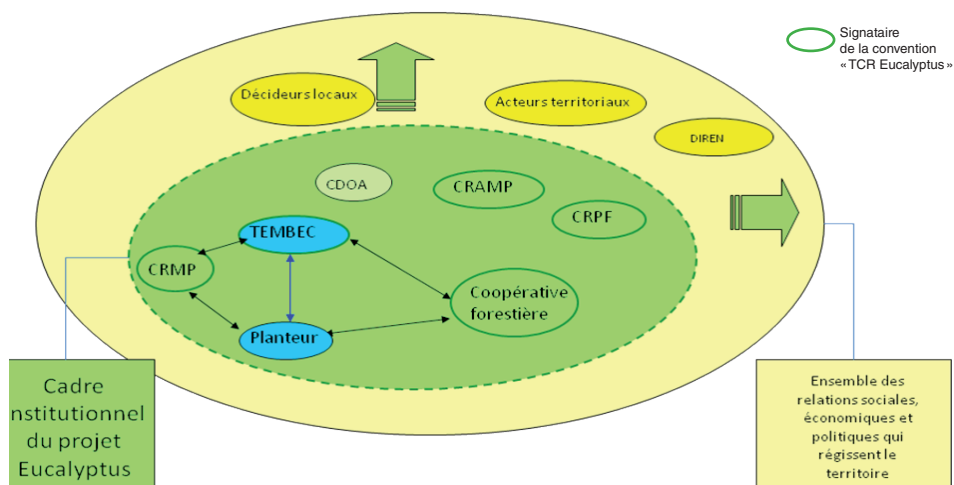 Signataire
de la convention
«TCR Eucalyptus»
Décideurs locaux
Acteurs territoriaux
DIREN
CDOA
CRAMP
CRPF
TEMBEC
CRMP
Coopérative
forestière
Planteur
Cadre
nstitutionnel
du projet
Eucalyptus
Ensemble des
relations sociales,
économiques et
politiques qui
régissent le
territoire